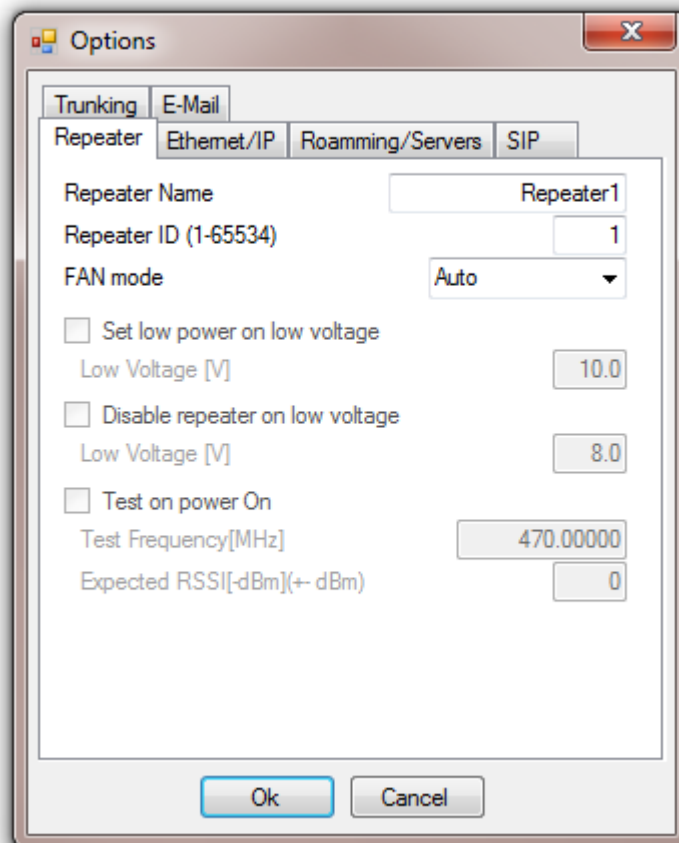 Options
Trunking E-Mail
Repeater Ethernet/IP Roamming/Servers SIP
Repeater Name Repeater1
Repeater ID (1-65534) 1
FAN mode Auto
Set low power on low voltage
Low Voltage [V] 10.0
Disable repeater on low voltage
Low Voltage [V] 8.0
Test on power On
Test Frequency[MHz] 470.00000
Expected RSSI[-dBm](+- dBm) 0
Ok Cancel